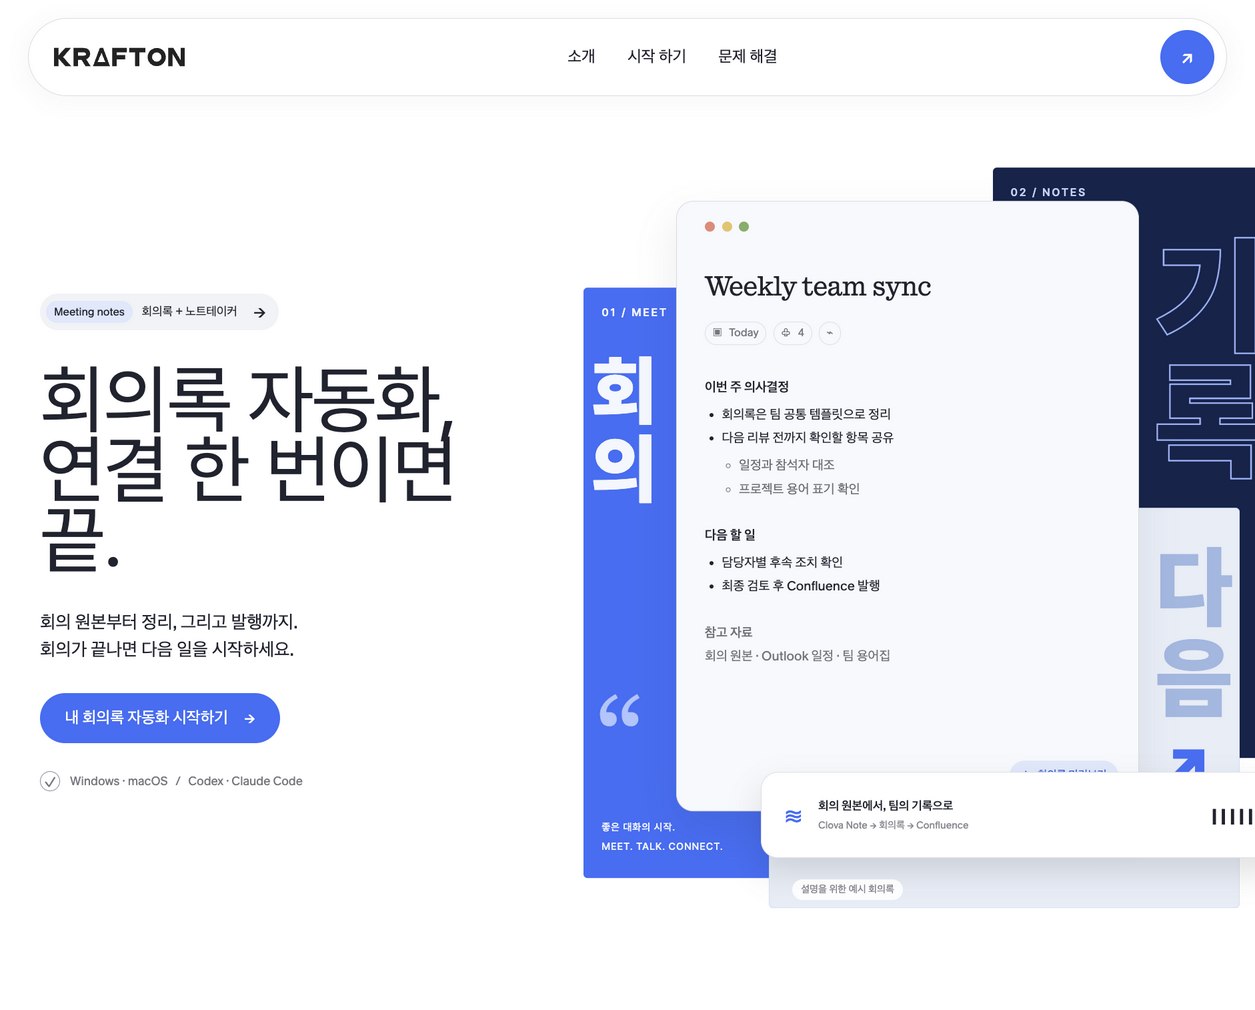 KRAFTON
소개
시작 하기
문제 해결
Meeting notes 회의록 + 노트테이커
회의록 자동화,
연결 한 번이면
끝.
회의 원본부터 정리, 그리고 발행까지.
회의가 끝나면 다음 일을 시작하세요.
내 회의록 자동화 시작하기
Windows · macOS / Codex · Claude Code
01 / MEET
회
의
“
좋은 대화의 시작.
MEET. TALK. CONNECT.
02 / NOTES
기
록
다
음
Weekly team sync
Today
4
이번 주 의사결정
회의록은 팀 공통 템플릿으로 정리
다음 리뷰 전까지 확인할 항목 공유
일정과 참석자 대조
프로젝트 용어 표기 확인
다음 할 일
담당자별 후속 조치 확인
최종 검토 후 Confluence 발행
참고 자료
회의 원본 · Outlook 일정 · 팀 용어집
회의 원본에서, 팀의 기록으로
Clova Note → 회의록 → Confluence
설명을 위한 예시 회의록